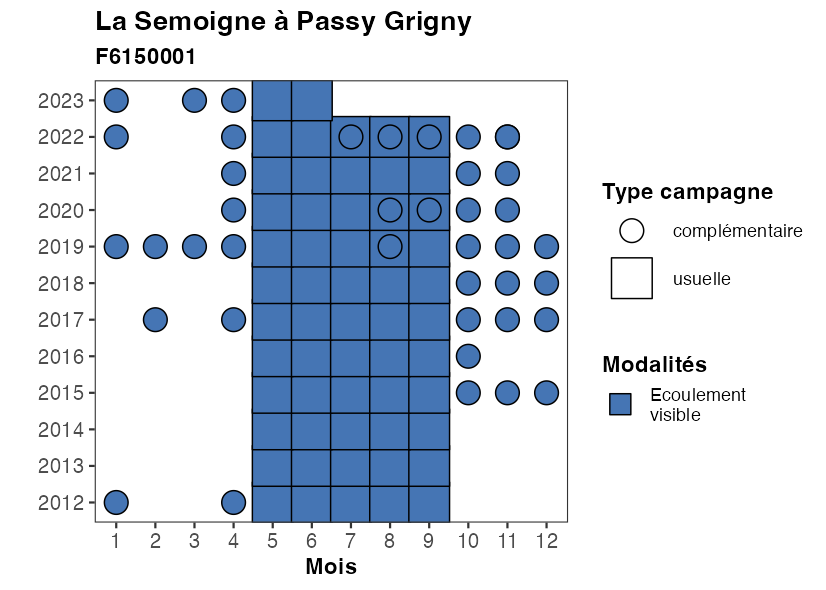 La Semoigne à Passy Grigny
F6150001
2023
2022
2021
2020
2019
2018
2017
2016
2015
2014
2013
2012
1 2 3 4 5 6 7 8 9 10 11 12
Mois
Type campagne
complémentaire
usuelle
Modalités
Ecoulement
visible